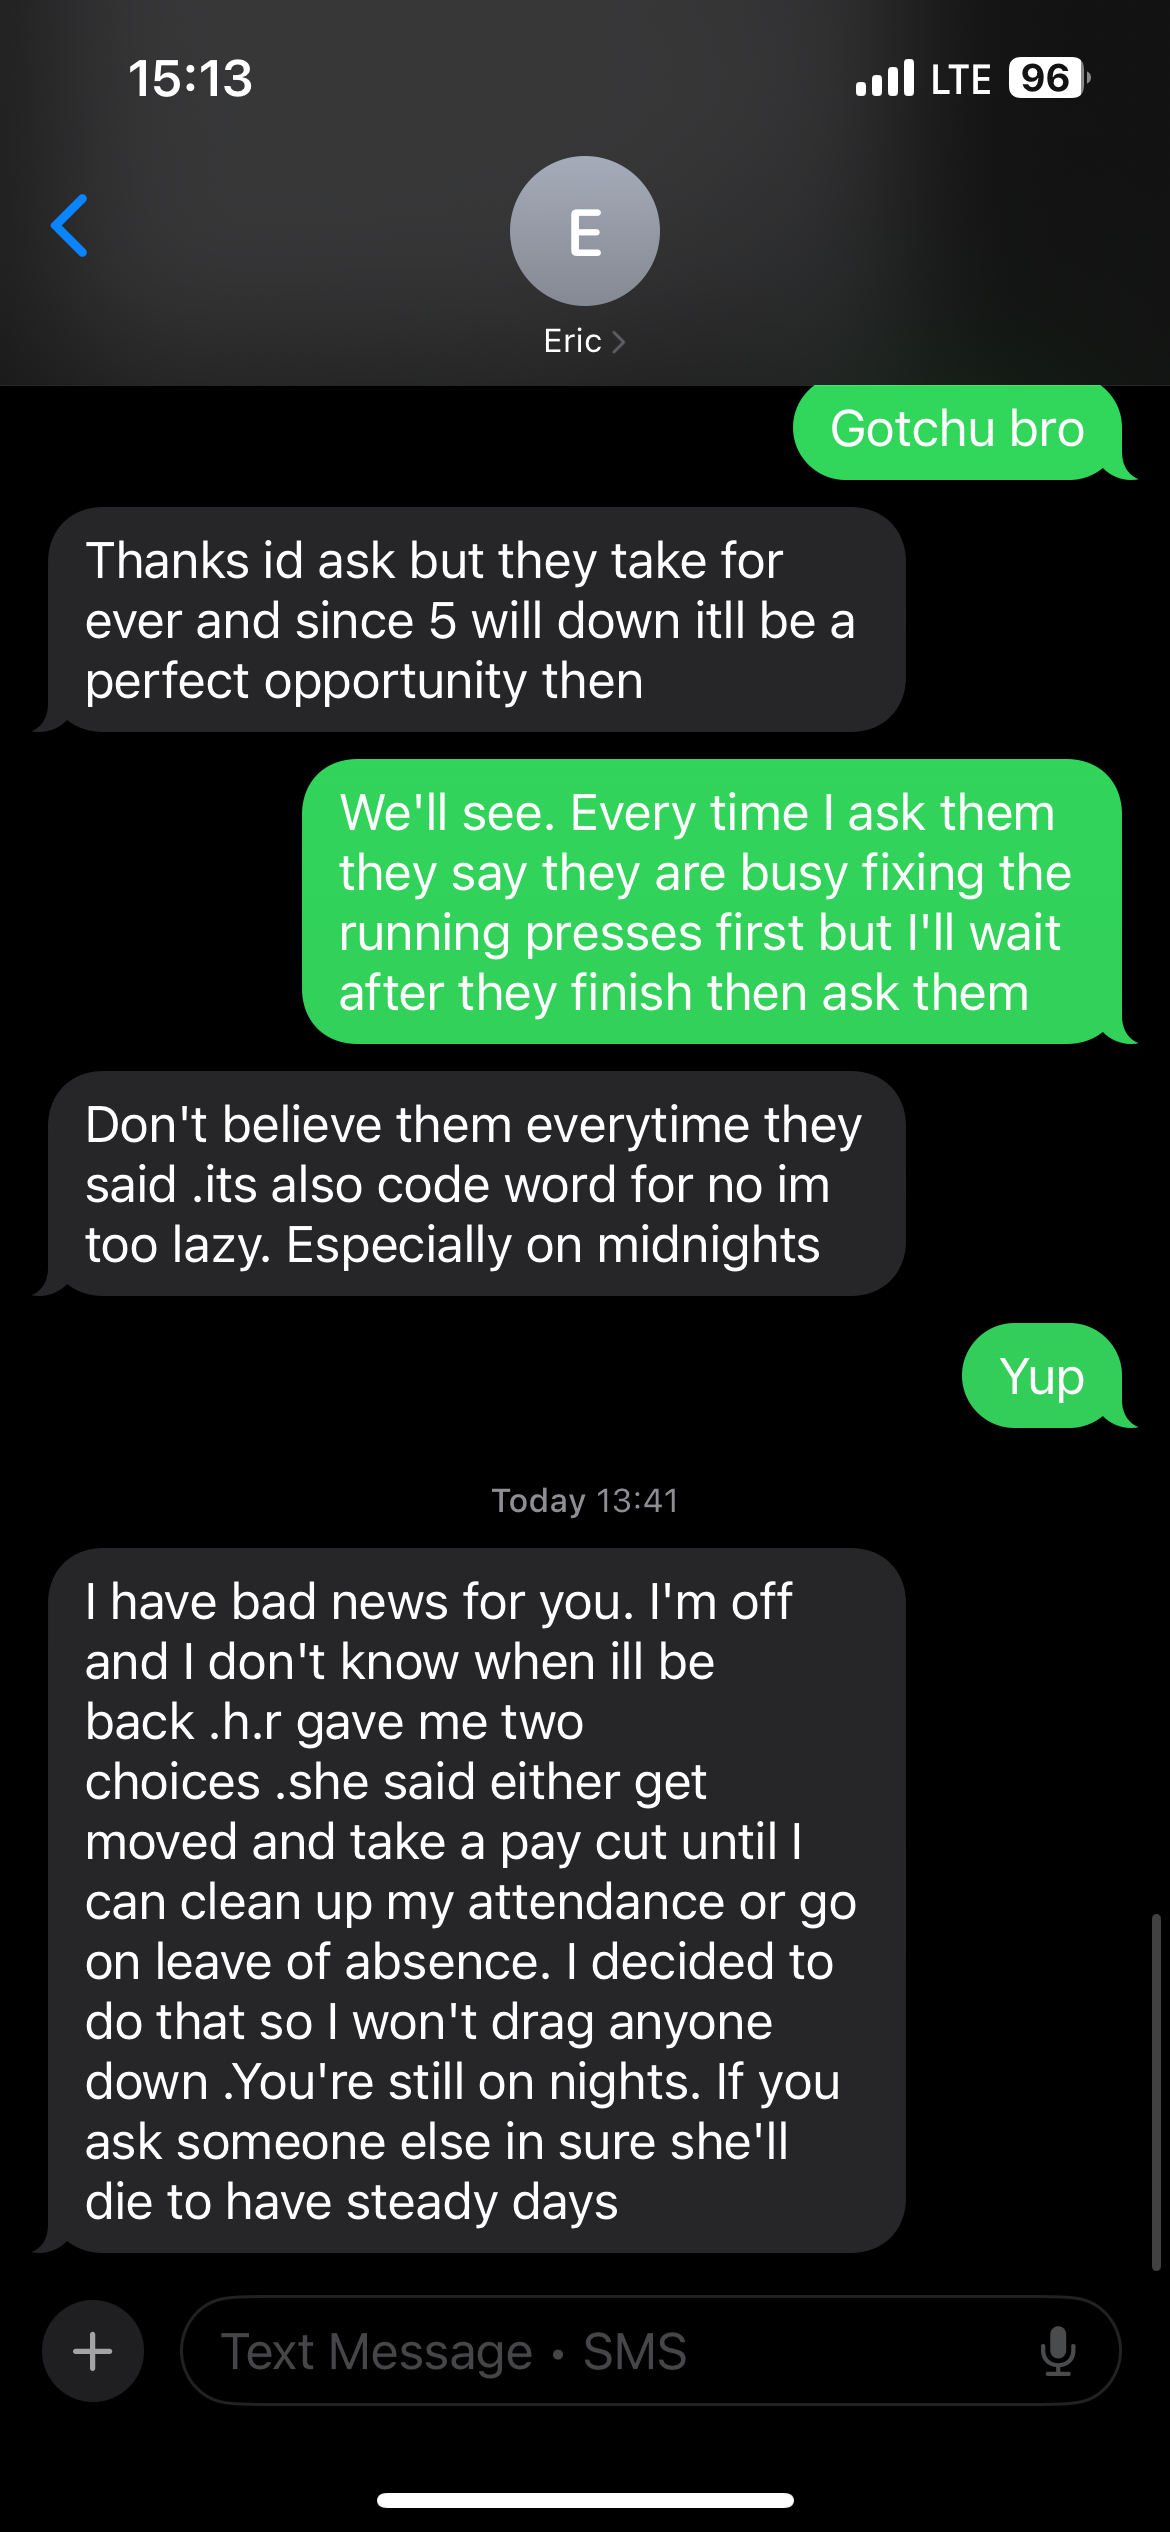 15:13
LTE 96
E
Eric
Gotchu bro
Thanks id ask but they take for
ever and since 5 will down itll be a
perfect opportunity then
We'll see. Every time I ask them
they say they are busy fixing the
running presses first but I'll wait
after they finish then ask them
Don't believe them everytime they
said .its also code word for no im
too lazy. Especially on midnights
Yup
Today 13:41
I have bad news for you. I'm off
and I don't know when ill be
back .h.r gave me two
choices .she said either get
moved and take a pay cut until I
can clean up my attendance or go
on leave of absence. I decided to
do that so I won't drag anyone
down .You're still on nights. If you
ask someone else in sure she'll
die to have steady days
Text Message • SMS